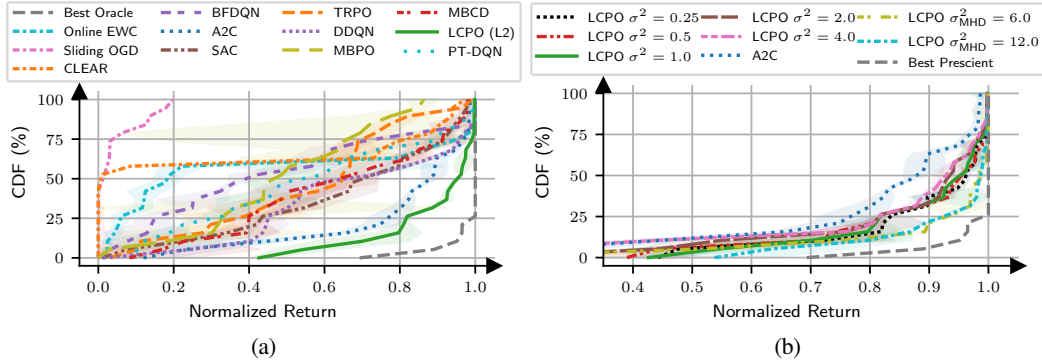 Best Oracle BFDQN TRPO MBCD
Online EWC A2C DDQN LCPO (L2)
Sliding OGD SAC MBPO PT-DQN
CLEAR
CDF (%)
100
75
50
25
0
0.0 0.2 0.4 0.6 0.8 1.0
Normalized Return
(a)
LCPO σ² = 0.25 LCPO σ² = 2.0 LCPO σ²_MHD = 6.0
LCPO σ² = 0.5 LCPO σ² = 4.0 LCPO σ²_MHD = 12.0
LCPO σ² = 1.0 A2C Best Prescient
CDF (%)
100
75
50
25
0
0.4 0.5 0.6 0.7 0.8 0.9 1.0
Normalized Return
(b)